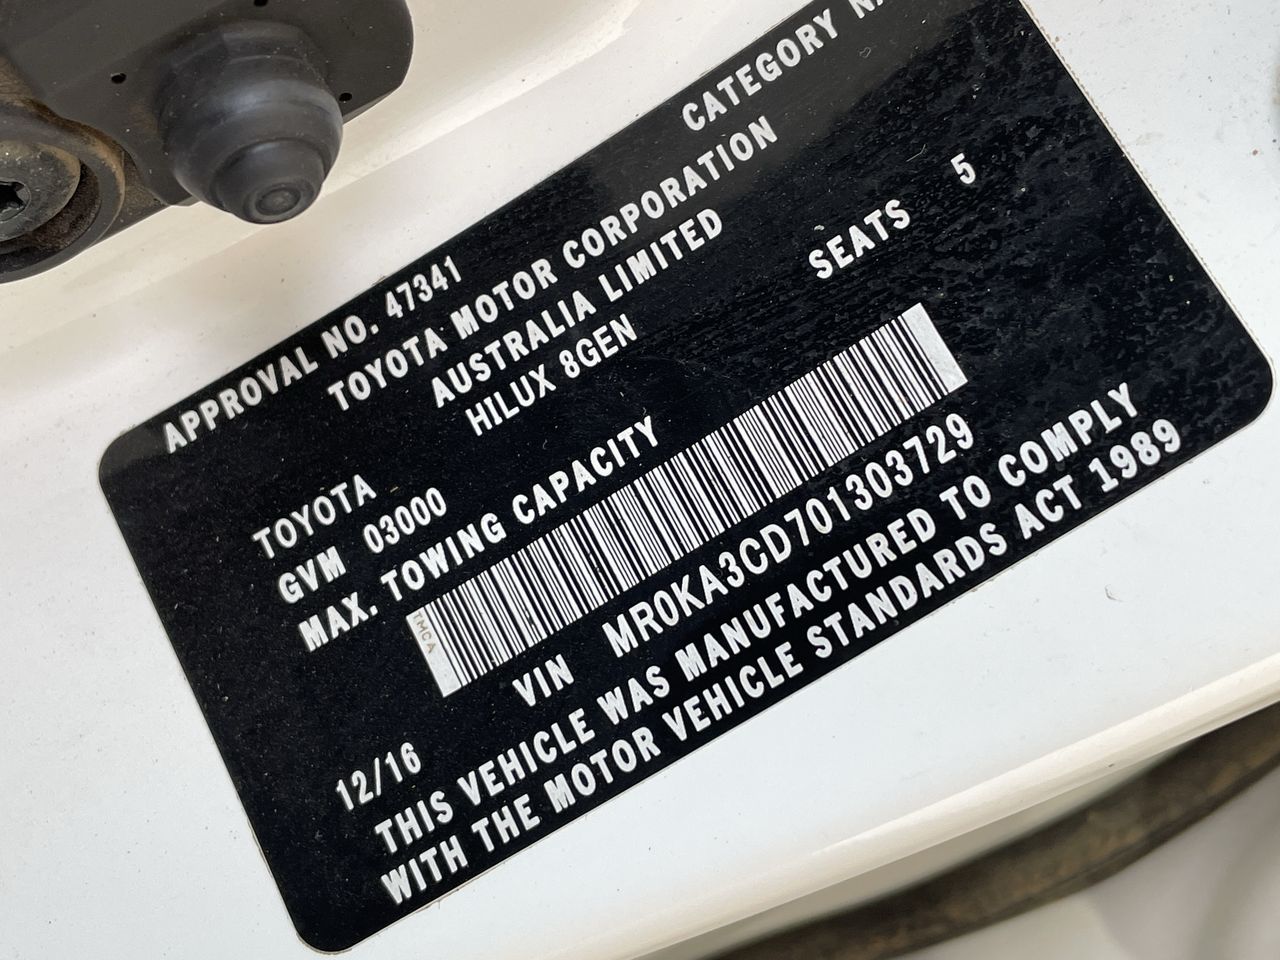 APPROVAL NO. 47341 CATEGORY
TOYOTA MOTOR CORPORATION
AUSTRALIA LIMITED
TOYOTA HILUX 8GEN
GVM 03000 SEATS 5
MAX. TOWING CAPACITY
TMCA
VIN MR0KA3CD701303729
12/16
THIS VEHICLE WAS MANUFACTURED TO COMPLY
WITH THE MOTOR VEHICLE STANDARDS ACT 1989